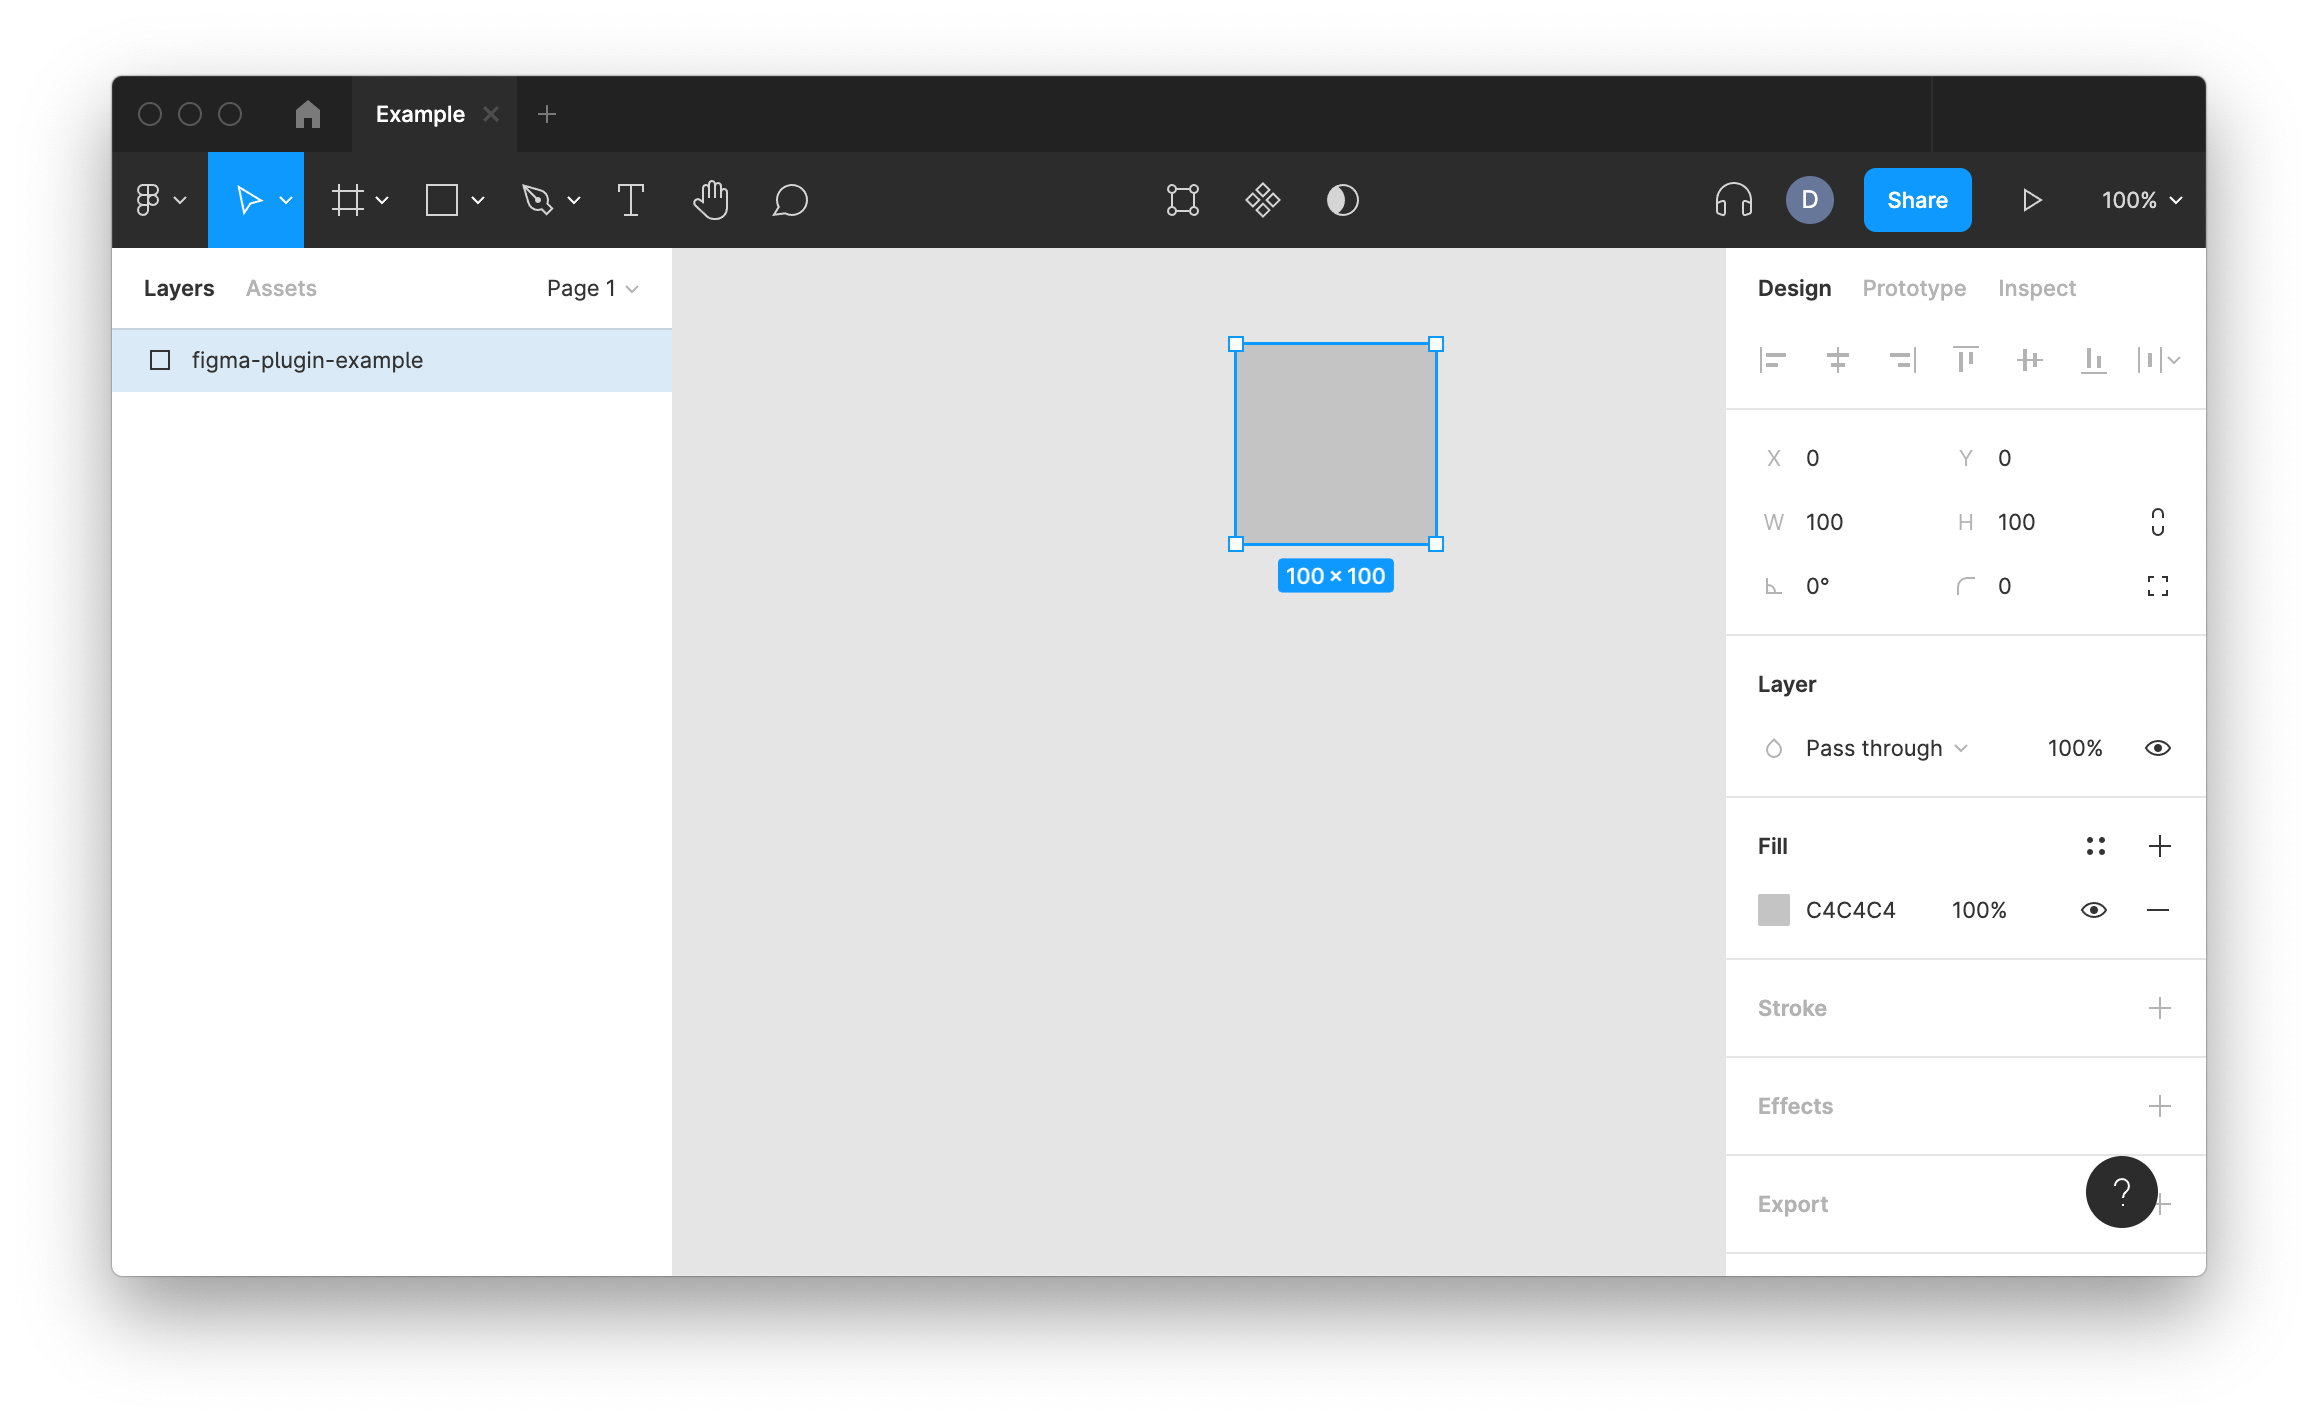 Example
D
Share
100%
Layers
Assets
Page 1
figma-plugin-example
100 × 100
Design
Prototype
Inspect
X 0
Y 0
W 100
H 100
0°
0
Layer
Pass through
100%
Fill
C4C4C4
100%
Stroke
Effects
Export
?